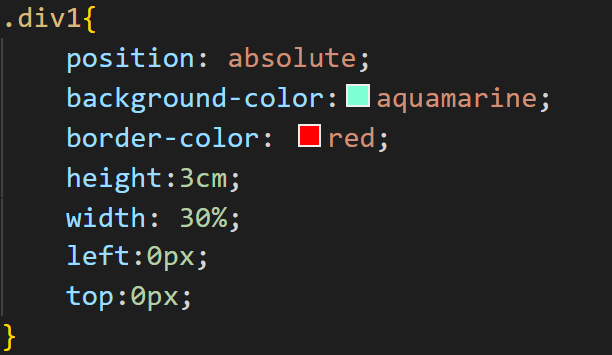 .div1{
    position: absolute;
    background-color:aquamarine;
    border-color: red;
    height:3cm;
    width: 30%;
    left:0px;
    top:0px;
}